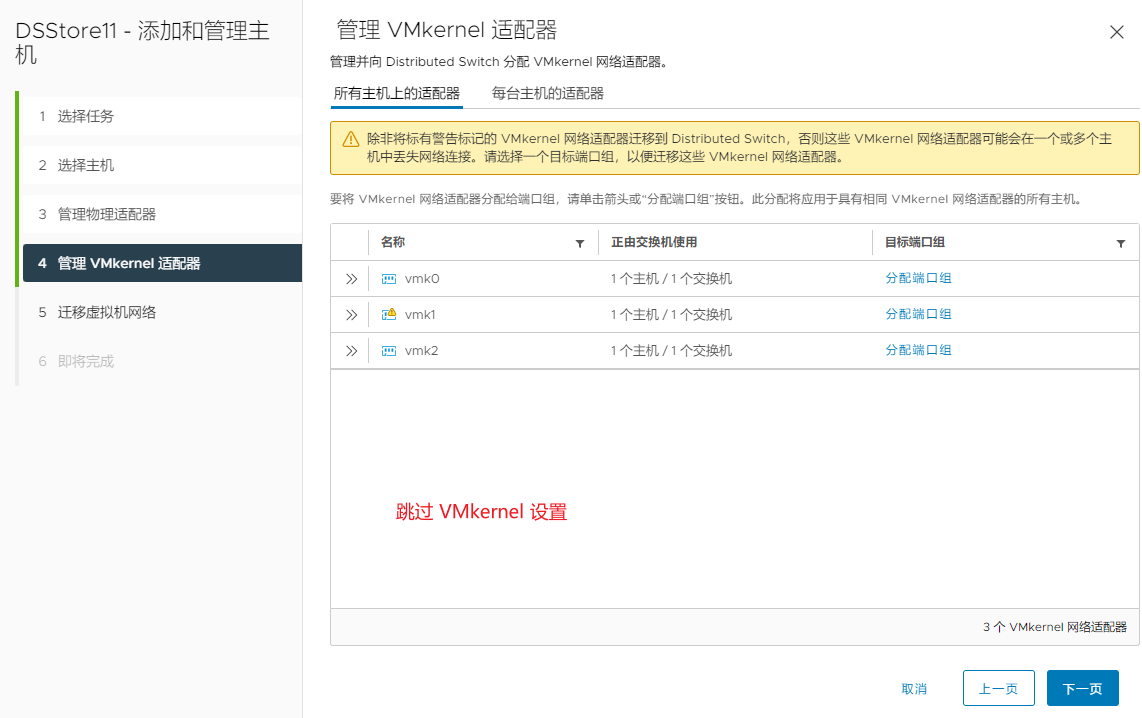 DSStore11 - 添加和管理主
机
1 选择任务
2 选择主机
3 管理物理适配器
4 管理 VMkernel 适配器
5 迁移虚拟机网络
6 即将完成
管理 VMkernel 适配器
管理并向 Distributed Switch 分配 VMkernel 网络适配器。
所有主机上的适配器 每台主机的适配器
除非将标有警告标记的 VMkernel 网络适配器迁移到 Distributed Switch，否则这些 VMkernel 网络适配器可能会在一个或多个主
机中丢失网络连接。请选择一个目标端口组，以便迁移这些 VMkernel 网络适配器。
要将 VMkernel 网络适配器分配给端口组，请单击箭头或“分配端口组”按钮。此分配将应用于具有相同 VMkernel 网络适配器的所有主机。
名称 正由交换机使用 目标端口组
vmk0 1 个主机 / 1 个交换机 分配端口组
vmk1 1 个主机 / 1 个交换机 分配端口组
vmk2 1 个主机 / 1 个交换机 分配端口组
跳过 VMkernel 设置
3 个 VMkernel 网络适配器
取消 上一页 下一页